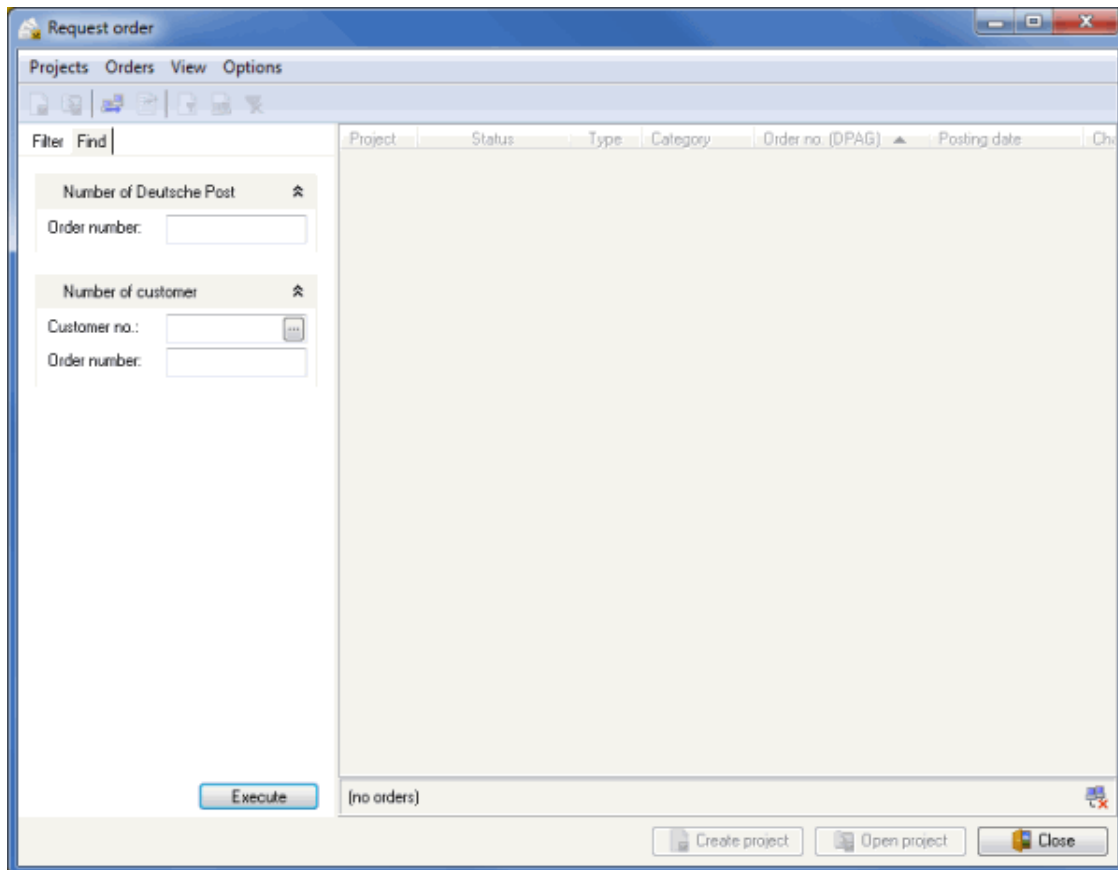 Request order
Projects Orders View Options
Filter Find
Project Status Type Category Order no. (DPAG) Posting date
Number of Deutsche Post
Order number:
Number of customer
Customer no.:
...
Order number:
Execute
(no orders)
Create project Open project Close